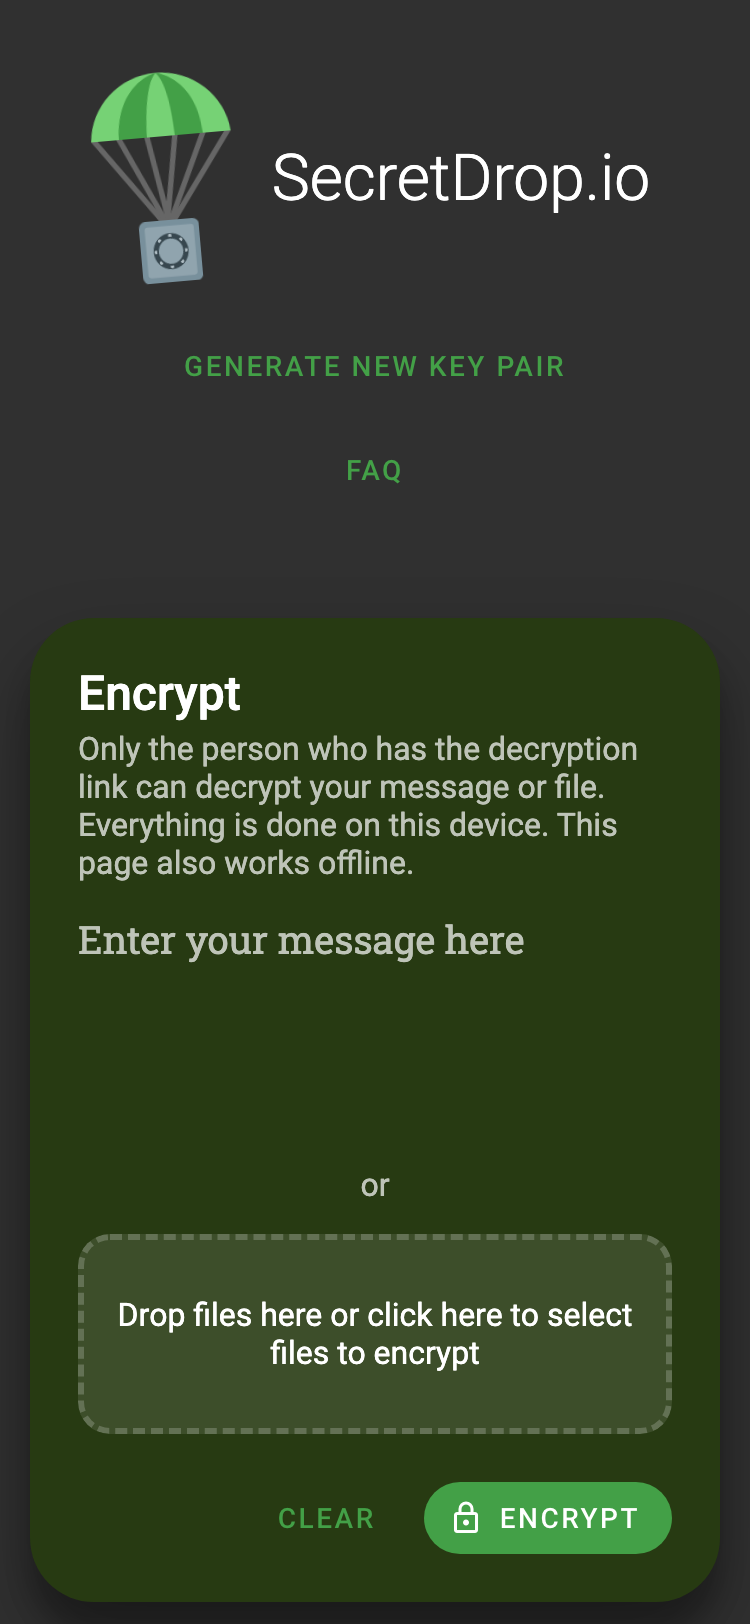 SecretDrop.io
GENERATE NEW KEY PAIR
FAQ
Encrypt
Only the person who has the decryption
link can decrypt your message or file.
Everything is done on this device. This
page also works offline.
Enter your message here
or
Drop files here or click here to select
files to encrypt
CLEAR
ENCRYPT